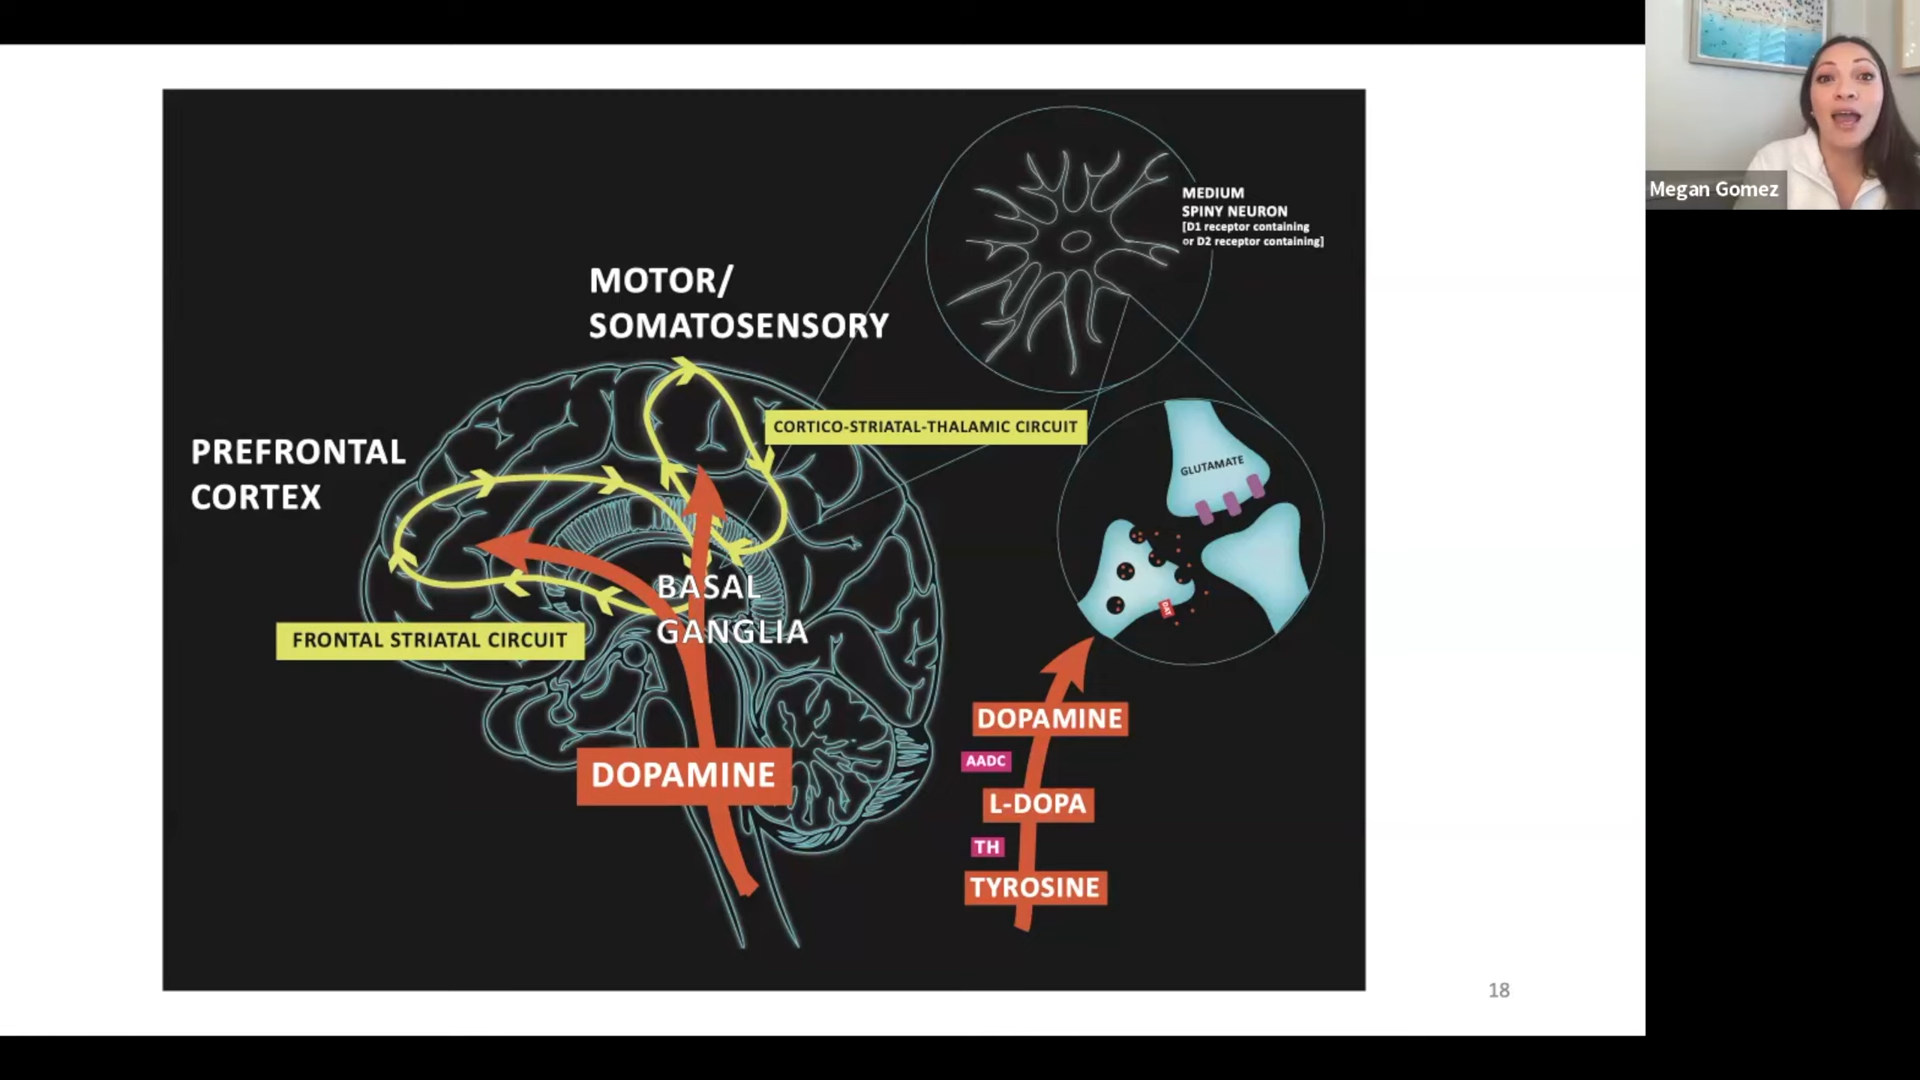 MEDIUM
SPINY NEURON
[D1 receptor containing
or D2 receptor containing]
Megan Gomez
MOTOR/
SOMATOSENSORY
PREFRONTAL
CORTEX
CORTICO-STRIATAL-THALAMIC CIRCUIT
GLUTAMATE
BASAL
GANGLIA
DAT
FRONTAL STRIATAL CIRCUIT
DOPAMINE
DOPAMINE
AADC
L-DOPA
TH
TYROSINE
18